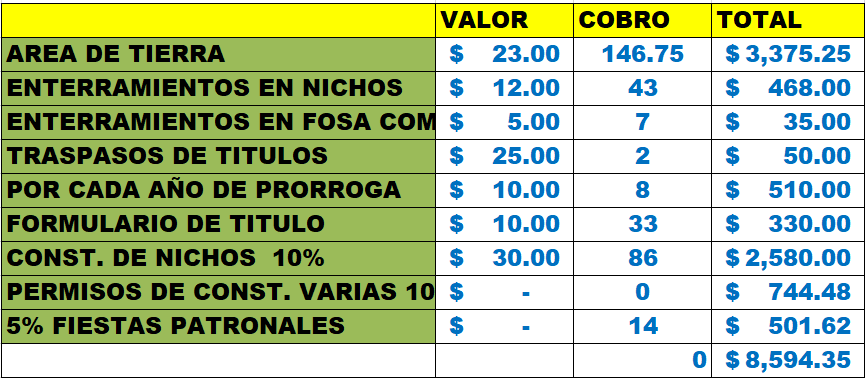 VALOR COBRO TOTAL
AREA DE TIERRA $ 23.00 146.75 $ 3,375.25
ENTERRAMIENTOS EN NICHOS $ 12.00 43 $ 468.00
ENTERRAMIENTOS EN FOSA COM $ 5.00 7 $ 35.00
TRASPASOS DE TITULOS $ 25.00 2 $ 50.00
POR CADA AÑO DE PRORROGA $ 10.00 8 $ 510.00
FORMULARIO DE TITULO $ 10.00 33 $ 330.00
CONST. DE NICHOS 10% $ 30.00 86 $ 2,580.00
PERMISOS DE CONST. VARIAS 10 $ - 0 $ 744.48
5% FIESTAS PATRONALES $ - 14 $ 501.62
0 $ 8,594.35